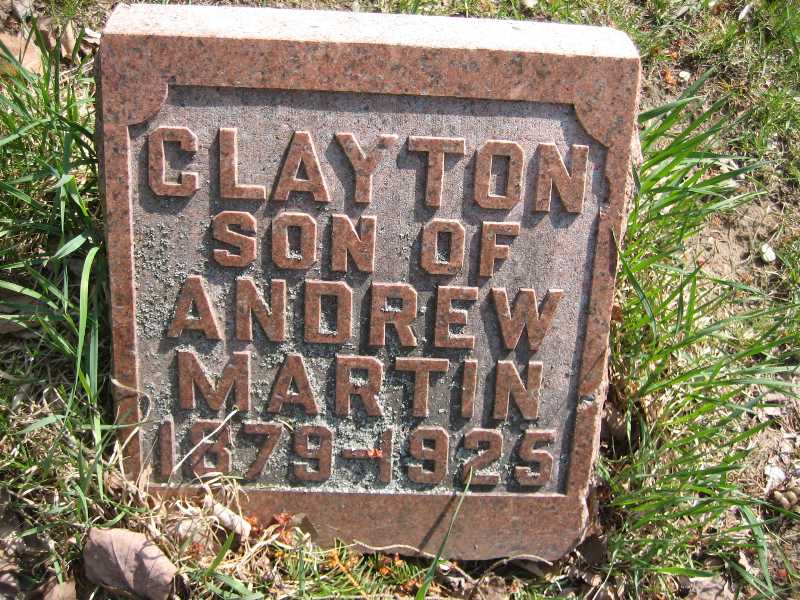 CLAYTON
SON OF
ANDREW
MARTIN
1879-1925